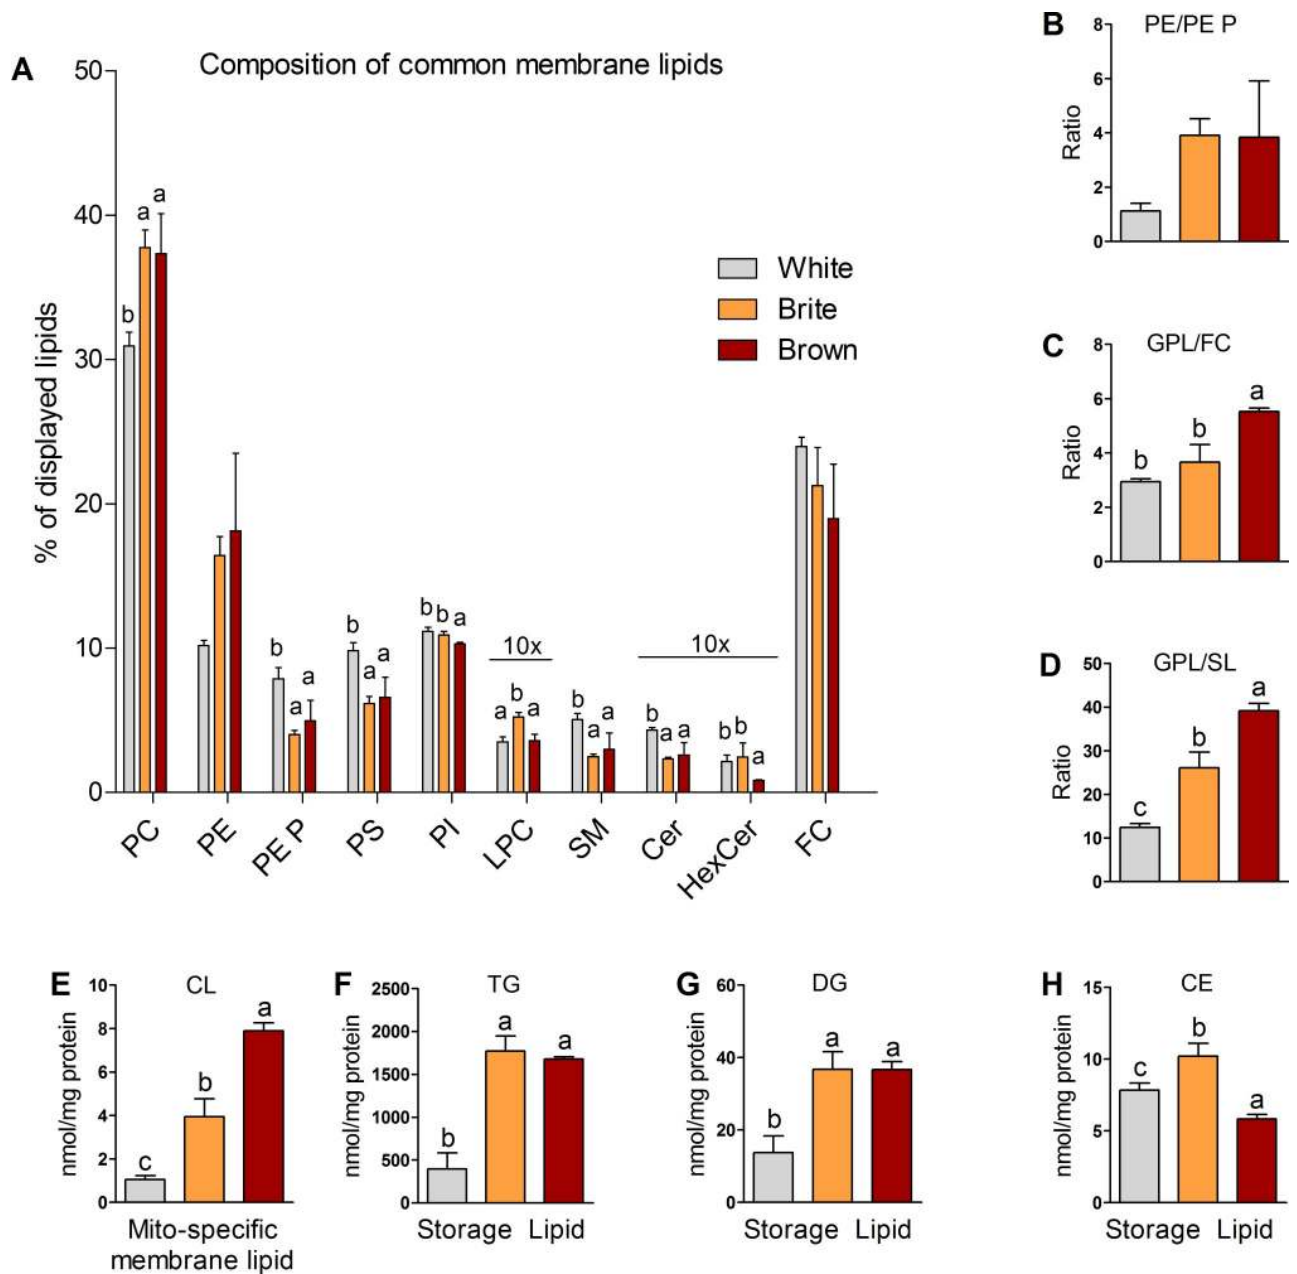 A
Composition of common membrane lipids
50
40
30
20
10
0
% of displayed lipids
b a a
b a a
b a a
b b a
10x
a b a
b a a
10x
b a a
b b a
White
Brite
Brown
PC PE PE P PS PI LPC SM Cer HexCer FC
B
PE/PE P
8
6
4
2
0
Ratio
C
GPL/FC
8
6
4
2
0
Ratio
b b a
D
GPL/SL
50
40
30
20
10
0
Ratio
c b a
E
CL
10
8
6
4
2
0
nmol/mg protein
c b a
Mito-specific
membrane lipid
F
TG
2500
2000
1500
1000
500
0
nmol/mg protein
b a a
Storage Lipid
G
DG
60
40
20
0
nmol/mg protein
b a a
Storage Lipid
H
CE
15
10
5
0
nmol/mg protein
c b a
Storage Lipid